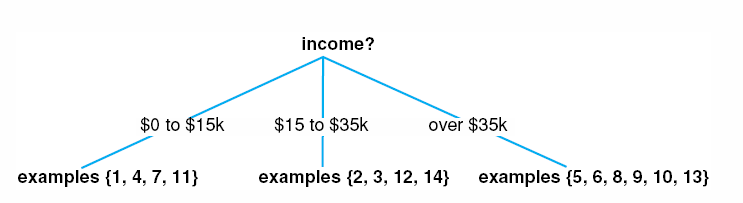 income?
$0 to $15k $15 to $35k over $35k
examples {1, 4, 7, 11} examples {2, 3, 12, 14} examples {5, 6, 8, 9, 10, 13}